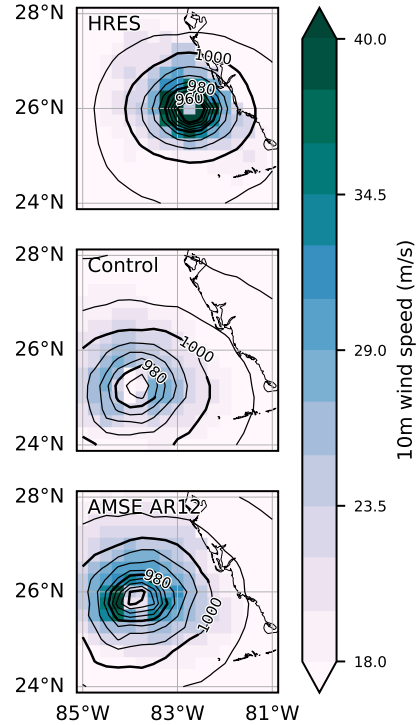 28°N
HRES
1000
980
960
26°N
24°N
28°N
Control
26°N
1000
980
24°N
28°N
AMSE AR12
980
26°N
1000
24°N
85°W 83°W 81°W
40.0
34.5
29.0
23.5
18.0
10m wind speed (m/s)